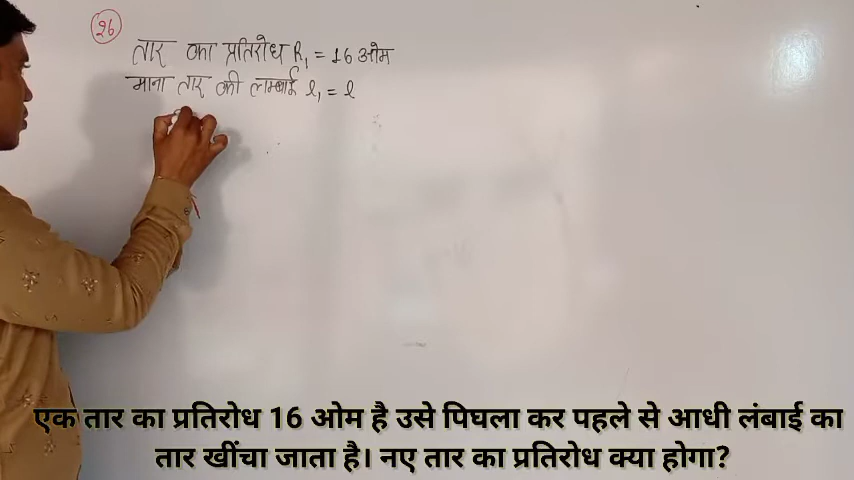 26
तार का प्रतिरोध R₁ = 16 ओम
माना तार की लम्बाई l₁ = l
एक तार का प्रतिरोध 16 ओम है उसे पिघला कर पहले से आधी लंबाई का
तार खींचा जाता है। नए तार का प्रतिरोध क्या होगा?